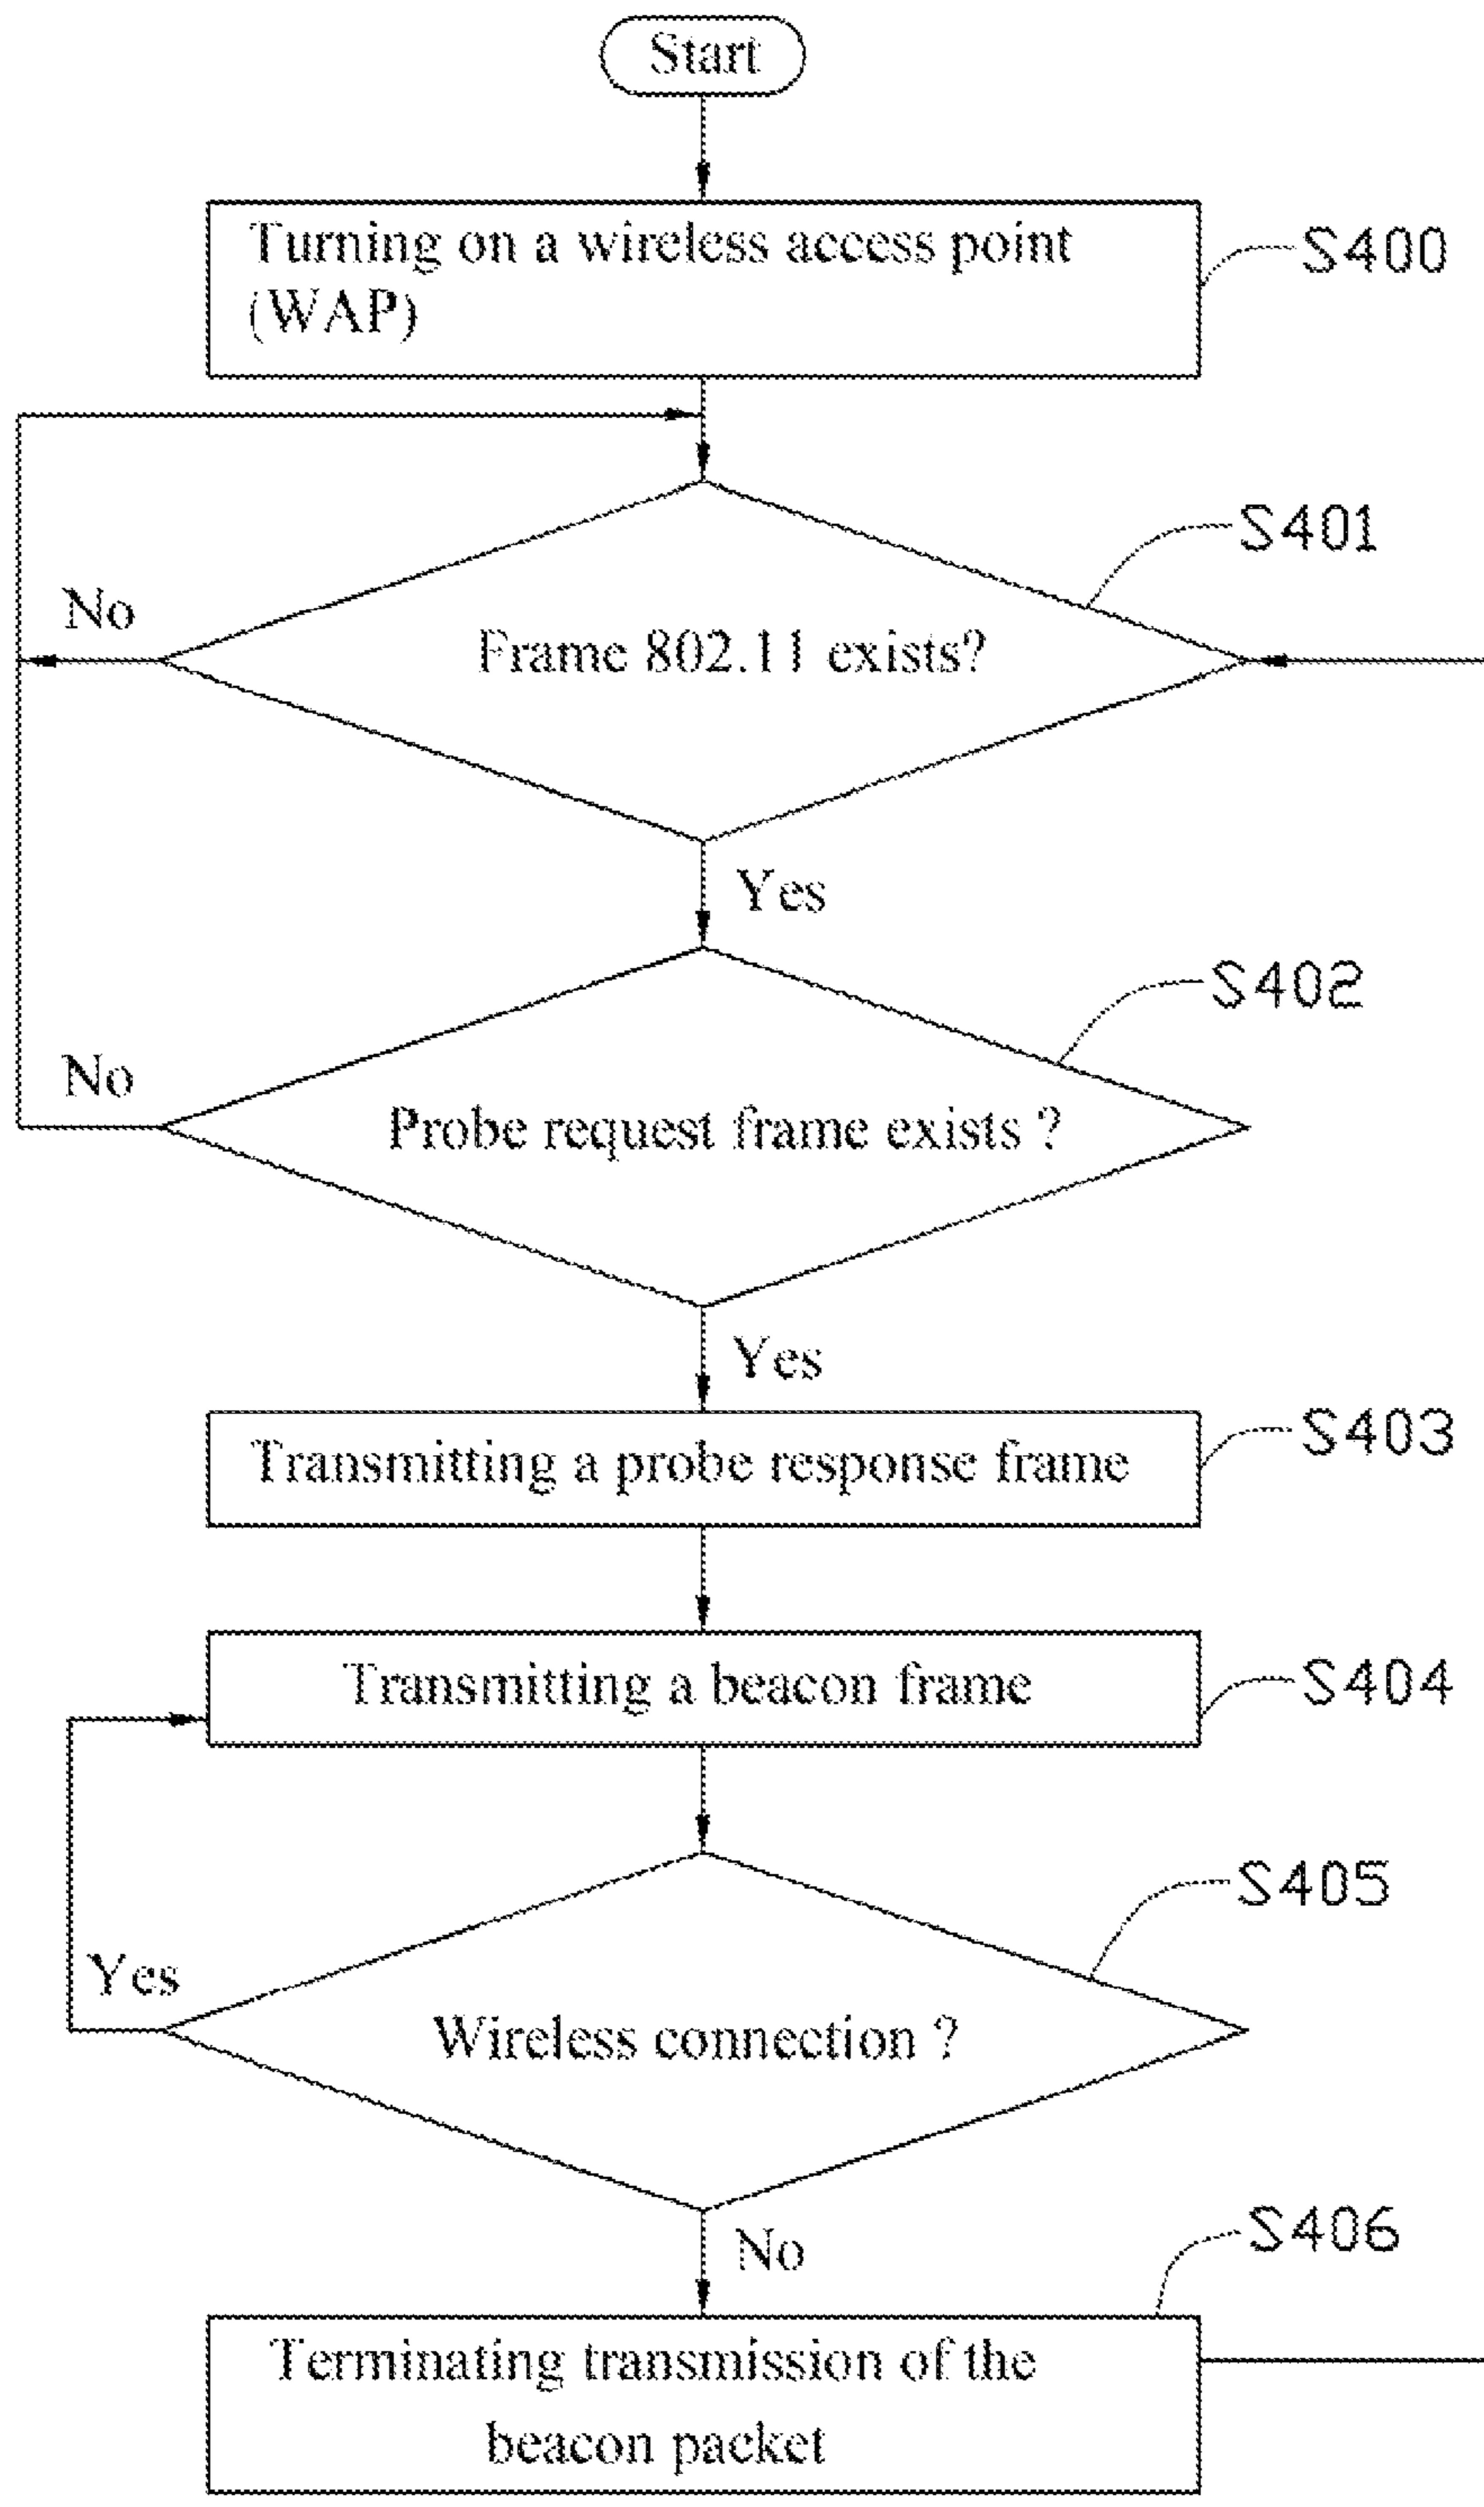 Start
Turning on a wireless access point
(WAP)
S400
S401
No
Frame 802.11 exists?
Yes
S402
No
Probe request frame exists ?
Yes
Transmitting a probe response frame
S403
Transmitting a beacon frame
S404
S405
Yes
Wireless connection ?
No
S406
Terminating transmission of the
beacon packet